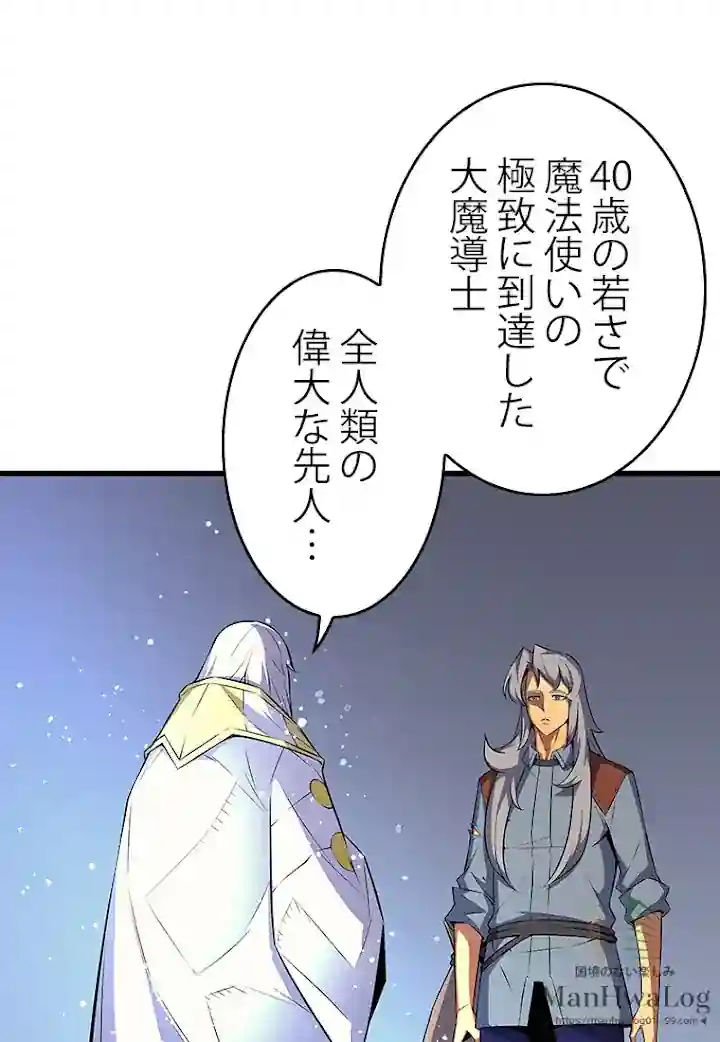 40歳の若さで
魔法使いの
極致に到達した
大魔導士
全人類の
偉大な先人…
国境のない楽しみ
ManHwaLog